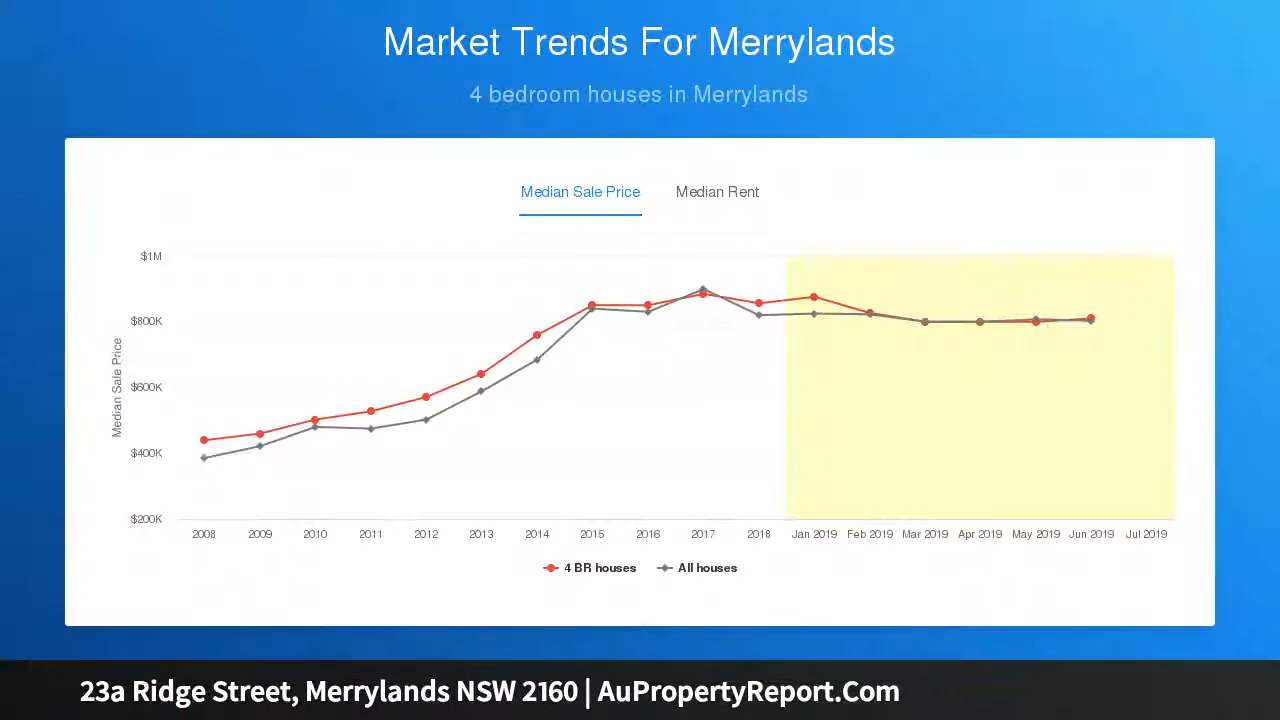 Market Trends For Merrylands
4 bedroom houses in Merrylands
Median Sale Price Median Rent
$1M
$800K
$600K
$400K
$200K
Median Sale Price
2008 2009 2010 2011 2012 2013 2014 2015 2016 2017 2018 Jan 2019 Feb 2019 Mar 2019 Apr 2019 May 2019 Jun 2019 Jul 2019
4 BR houses All houses
23a Ridge Street, Merrylands NSW 2160 | AuPropertyReport.Com